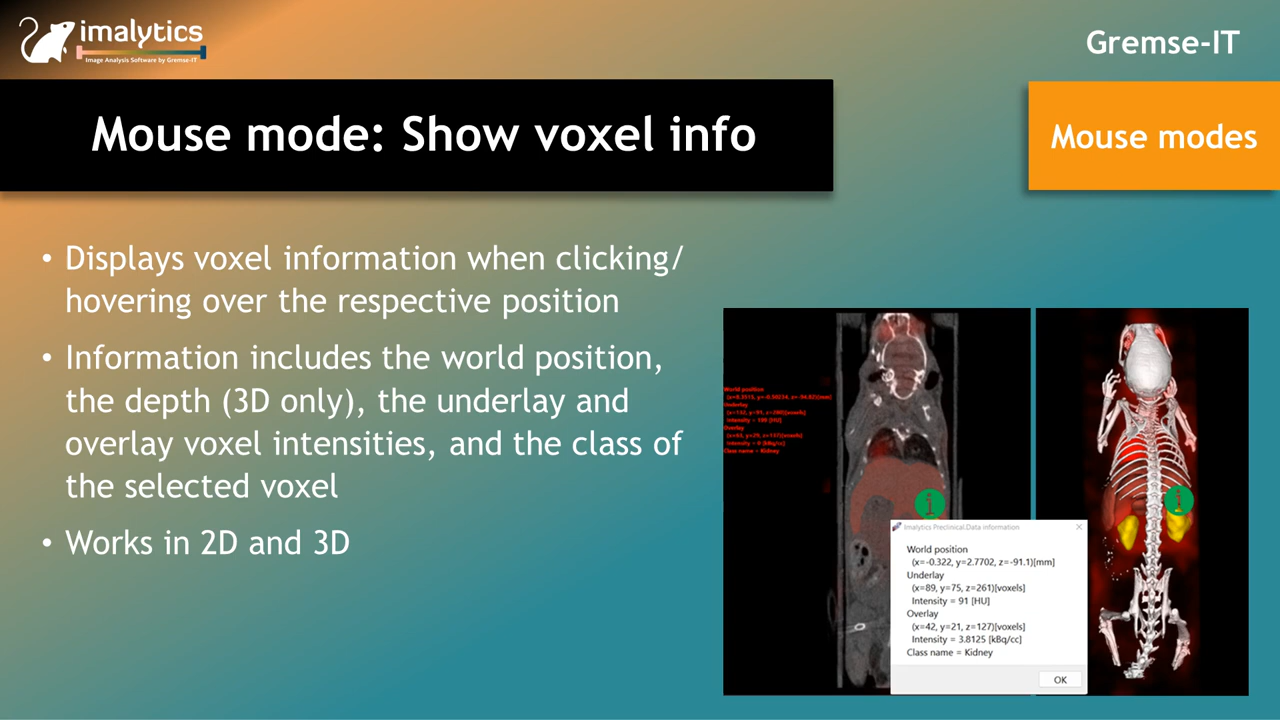 imalytics
Image Analysis Software by Gremse-IT
Gremse-IT
Mouse mode: Show voxel info
Mouse modes
• Displays voxel information when clicking/
hovering over the respective position
• Information includes the world position,
the depth (3D only), the underlay and
overlay voxel intensities, and the class of
the selected voxel
• Works in 2D and 3D
World position
Underlay
Overlay
Class name = Kidney
Imalytics Preclinical.Data information
World position
(x=-0.322, y=2.7702, z=-91.1)[mm]
Underlay
(x=89, y=75, z=261)[voxels]
Intensity = 91 [HU]
Overlay
(x=42, y=21, z=127)[voxels]
Intensity = 3.8125 [kBq/cc]
Class name = Kidney
OK